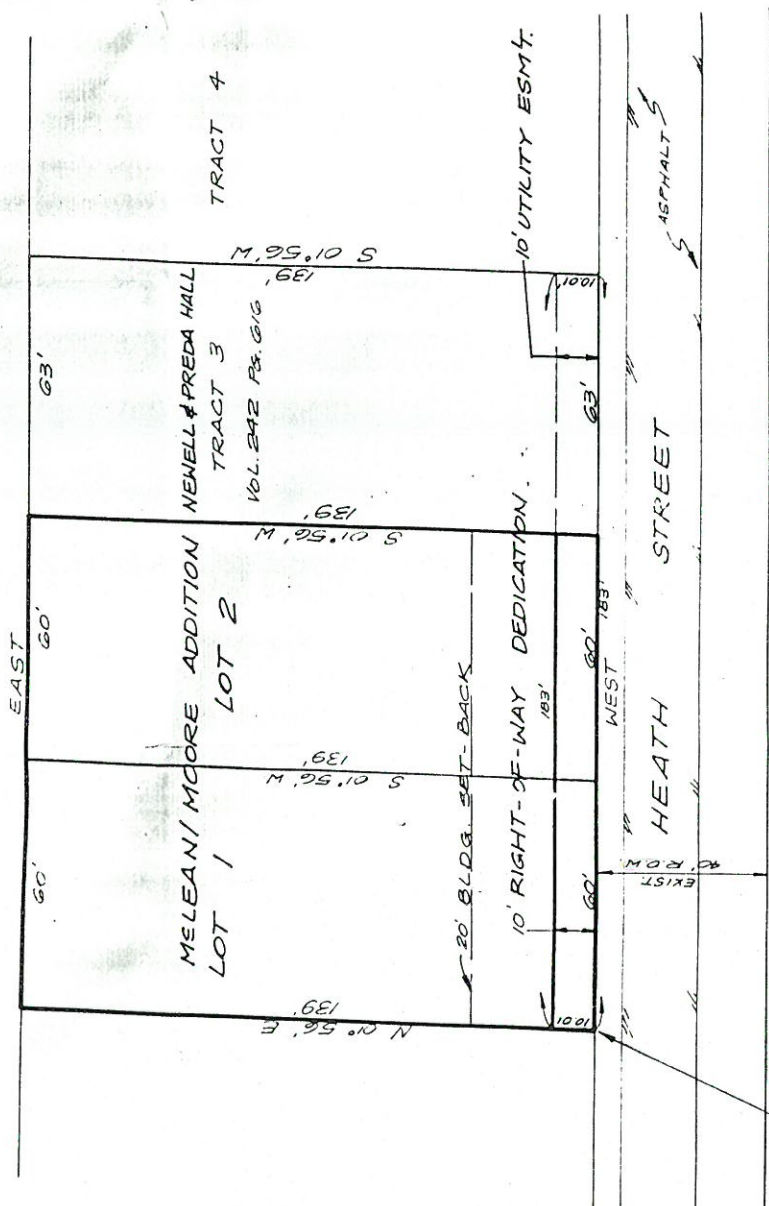 EAST
60'
60'
63'
MCLEAN/MOORE ADDITION
NEWELL & PREDA HALL
LOT 1
LOT 2
TRACT 3
TRACT 4
VOL. 242 PG. 616
N 01° 56' E
139'
S 01° 56' W
139'
S 01° 56' W
139'
S 01° 56' W
139'
20' BLDG. SET-BACK
10' RIGHT-OF-WAY DEDICATION.
10' UTILITY ESM'T.
183'
10.01'
10.01'
60'
60'
63'
WEST
183'
EXIST.
40' R.O.W.
HEATH STREET
ASPHALT